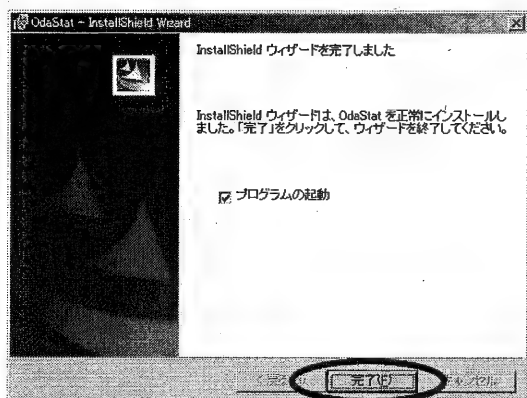 OdaStat - InstallShield Wizard
InstallShield ウィザードを完了しました
InstallShield ウィザードは、OdaStat を正常にインストールし
ました。「完了」をクリックして、ウィザードを終了してください。
プログラムの起動
完了(F)
キャンセル